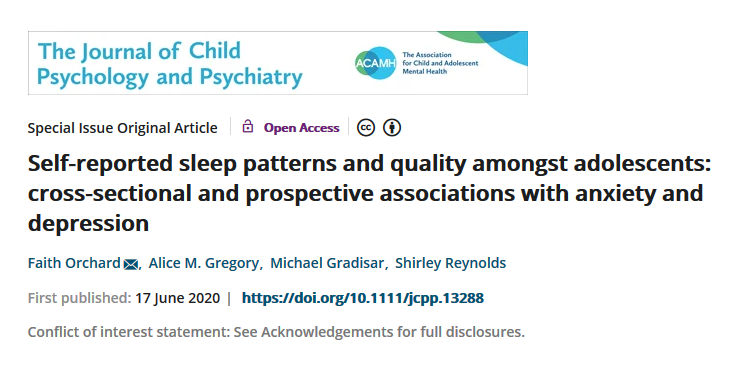 The Journal of Child
Psychology and Psychiatry
ACAMH
The Association
for Child and Adolescent
Mental Health
Special Issue Original Article | Open Access | cc
Self-reported sleep patterns and quality amongst adolescents:
cross-sectional and prospective associations with anxiety and
depression
Faith Orchard, Alice M. Gregory, Michael Gradisar, Shirley Reynolds
First published: 17 June 2020 | https://doi.org/10.1111/jcpp.13288
Conflict of interest statement: See Acknowledgements for full disclosures.